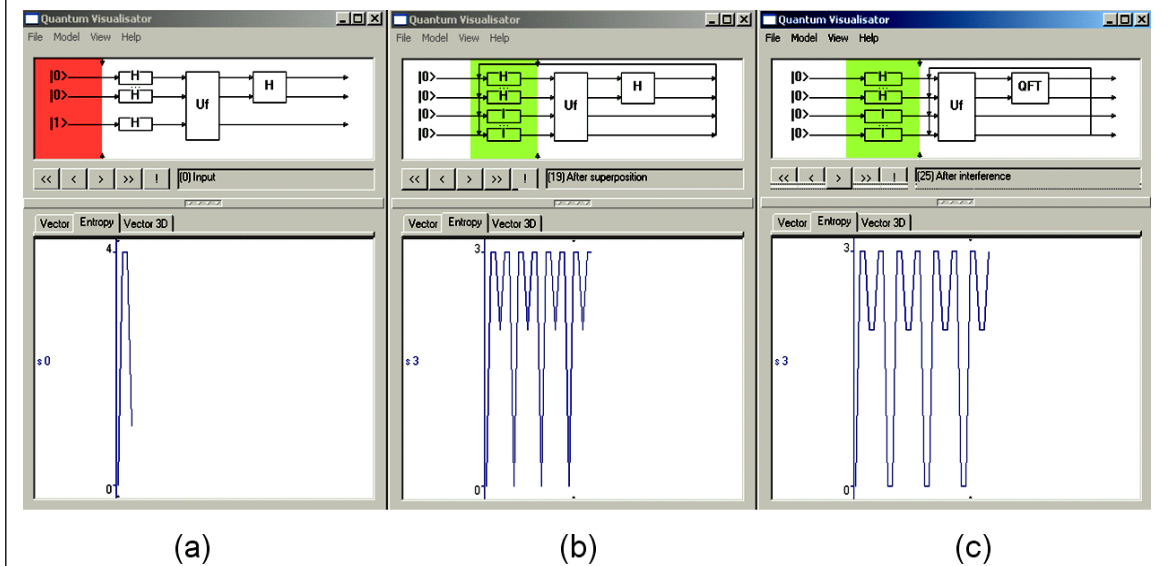 Quantum Visualisator
File Model View Help
|0>
H
...
|0>
H
|1>
H
Uf
H
<< < > >> ! (0) Input
Vector Entropy Vector 3D
4
s 0
0
(a)
Quantum Visualisator
File Model View Help
|0>
H
...
|0>
H
|0>
I
...
|0>
I
Uf
H
<< < > >> ! (19) After superposition
Vector Entropy Vector 3D
3
s 3
0
(b)
Quantum Visualisator
File Model View Help
|0>
H
...
|0>
H
|0>
I
...
|0>
I
Uf
QFT
<< < > >> ! (25) After interference
Vector Entropy Vector 3D
3
s 3
0
(c)